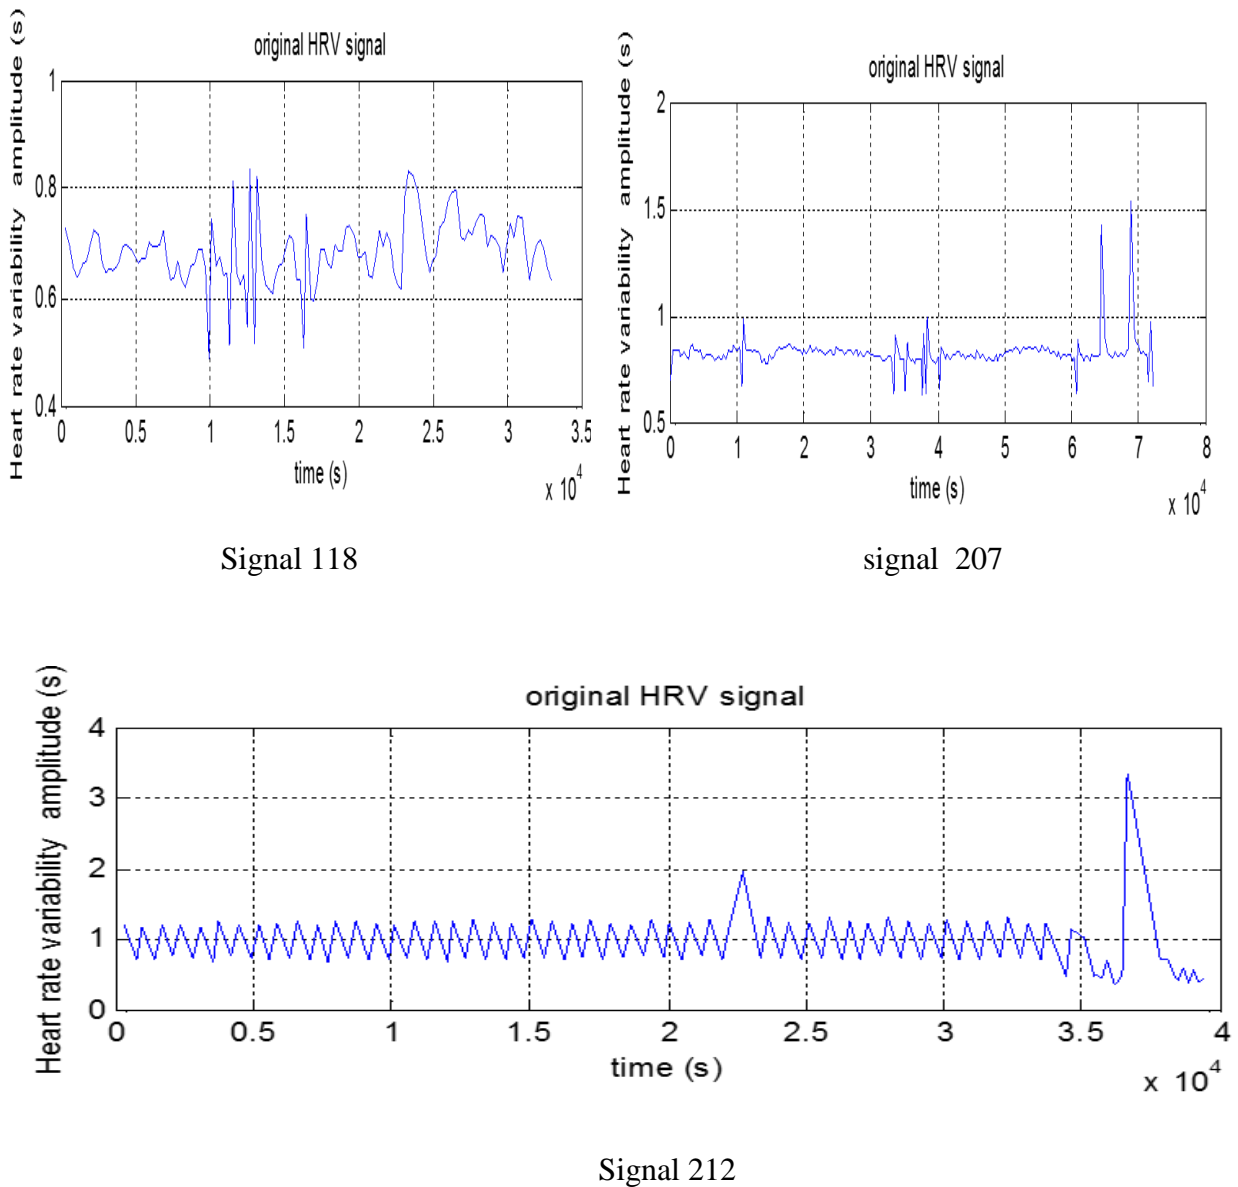 original HRV signal
Heart rate variability amplitude (s)
1
0.8
0.6
0.4
0 0.5 1 1.5 2 2.5 3 3.5
time (s)
x 10^4
Signal 118
original HRV signal
Heart rate variability amplitude (s)
2
1.5
1
0.5
0 1 2 3 4 5 6 7 8
time (s)
x 10^4
signal 207
original HRV signal
Heart rate variability amplitude (s)
4
3
2
1
0
0 0.5 1 1.5 2 2.5 3 3.5 4
time (s)
x 10^4
Signal 212